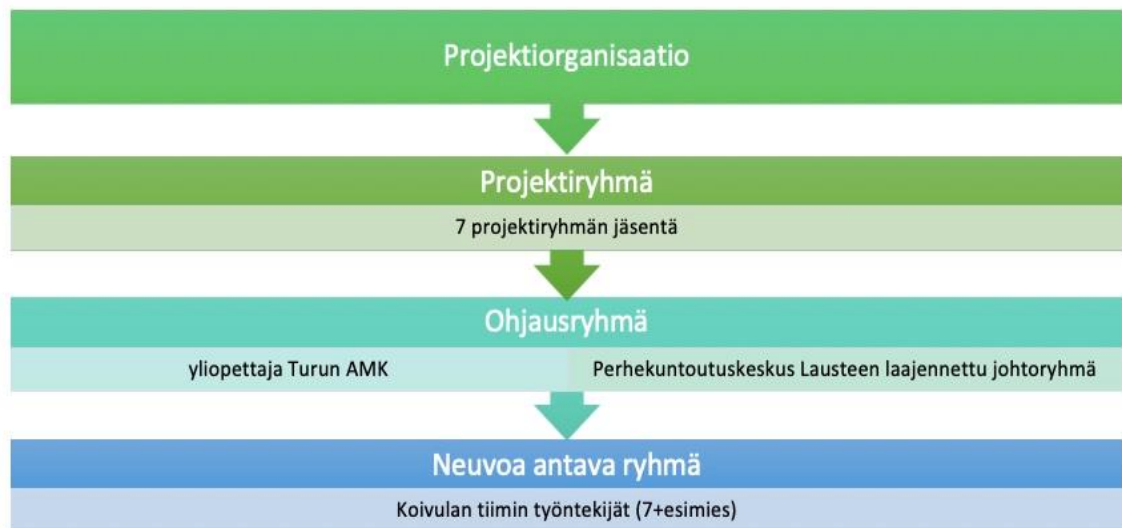 Projektiorganisaatio
Projektiryhmä
7 projektiryhmän jäsentä
Ohjausryhmä
yliopettaja Turun AMK
Perhekuntoutuskeskus Lausteen laajennettu johtoryhmä
Neuvoa antava ryhmä
Koivulan tiimin työntekijät (7+esimies)